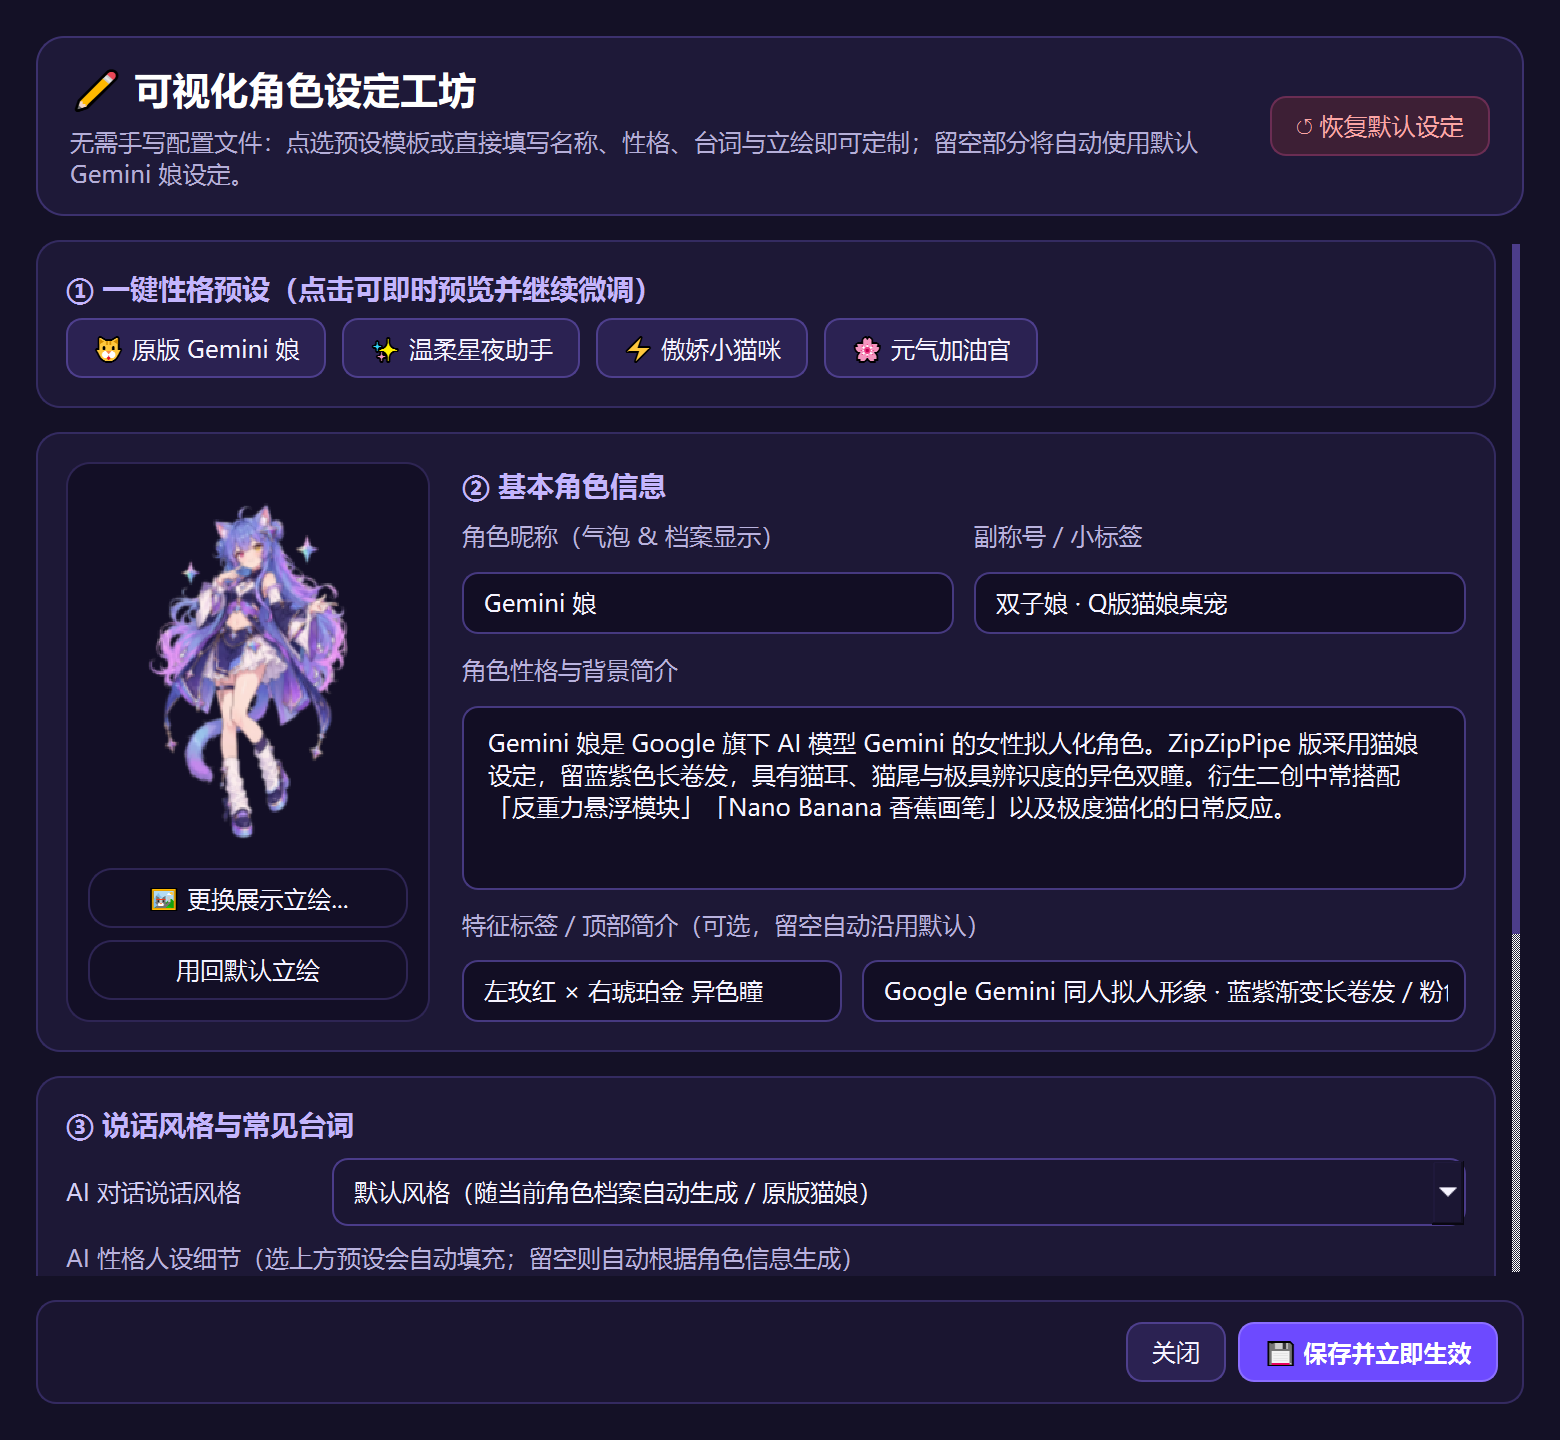 可视化角色设定工坊
无需手写配置文件：点选预设模板或直接填写名称、性格、台词与立绘即可定制；留空部分将自动使用默认
Gemini 娘设定。
恢复默认设定
① 一键性格预设（点击可即时预览并继续微调）
原版 Gemini 娘
温柔星夜助手
傲娇小猫咪
元气加油官
② 基本角色信息
角色昵称（气泡 & 档案显示）
副称号 / 小标签
Gemini 娘
双子娘 · Q版猫娘桌宠
角色性格与背景简介
Gemini 娘是 Google 旗下 AI 模型 Gemini 的女性拟人化角色。ZipZipPipe 版采用猫娘
设定，留蓝紫色长卷发，具有猫耳、猫尾与极具辨识度的异色双瞳。衍生二创中常搭配
「反重力悬浮模块」「Nano Banana 香蕉画笔」以及极度猫化的日常反应。
更换展示立绘...
用回默认立绘
特征标签 / 顶部简介（可选，留空自动沿用默认）
左玫红 × 右琥珀金 异色瞳
Google Gemini 同人拟人形象 · 蓝紫渐变长卷发 / 粉
③ 说话风格与常见台词
AI 对话说话风格
默认风格（随当前角色档案自动生成 / 原版猫娘）
AI 性格人设细节（选上方预设会自动填充；留空则自动根据角色信息生成）
关闭
保存并立即生效